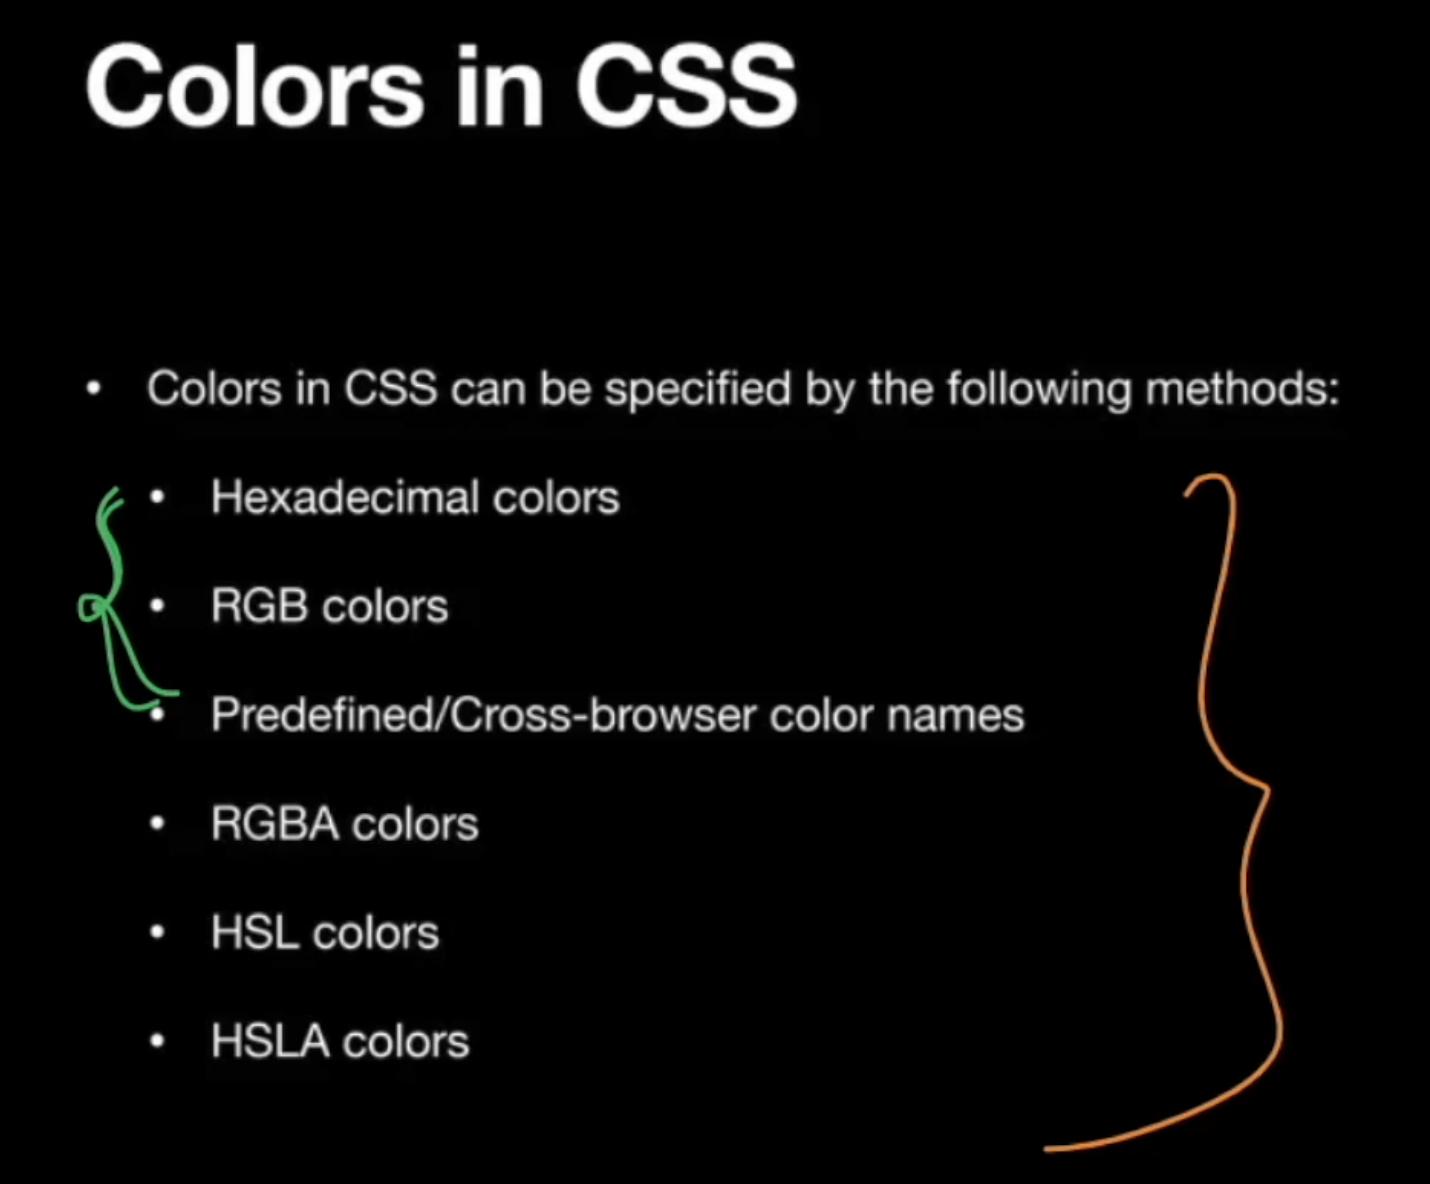 Colors in CSS
• Colors in CSS can be specified by the following methods:
• Hexadecimal colors
• RGB colors
• Predefined/Cross-browser color names
• RGBA colors
• HSL colors
• HSLA colors